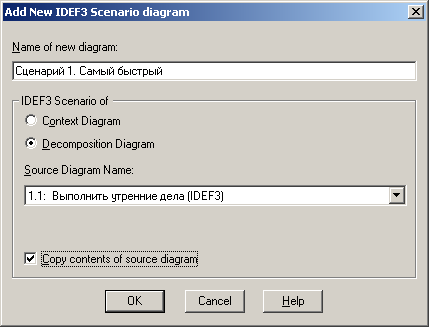 Add New IDEF3 Scenario diagram
Name of new diagram:
Сценарий 1. Самый быстрый
IDEF3 Scenario of
Context Diagram
Decomposition Diagram
Source Diagram Name:
1.1: Выполнить утренние дела (IDEF3)
Copy contents of source diagram
OK Cancel Help